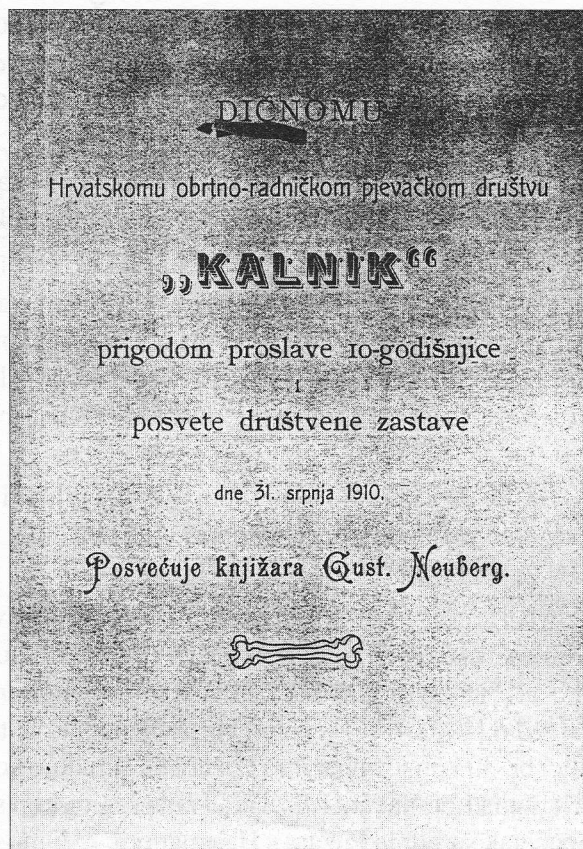 DIČNOMU
Hrvatskomu obrtno-radničkom pjevačkom društvu
„KALNIK“
prigodom proslave 10-godišnjice
i
posvete društvene zastave
dne 31. srpnja 1910.
Posvećuje knjižara Gust. Neuberg.